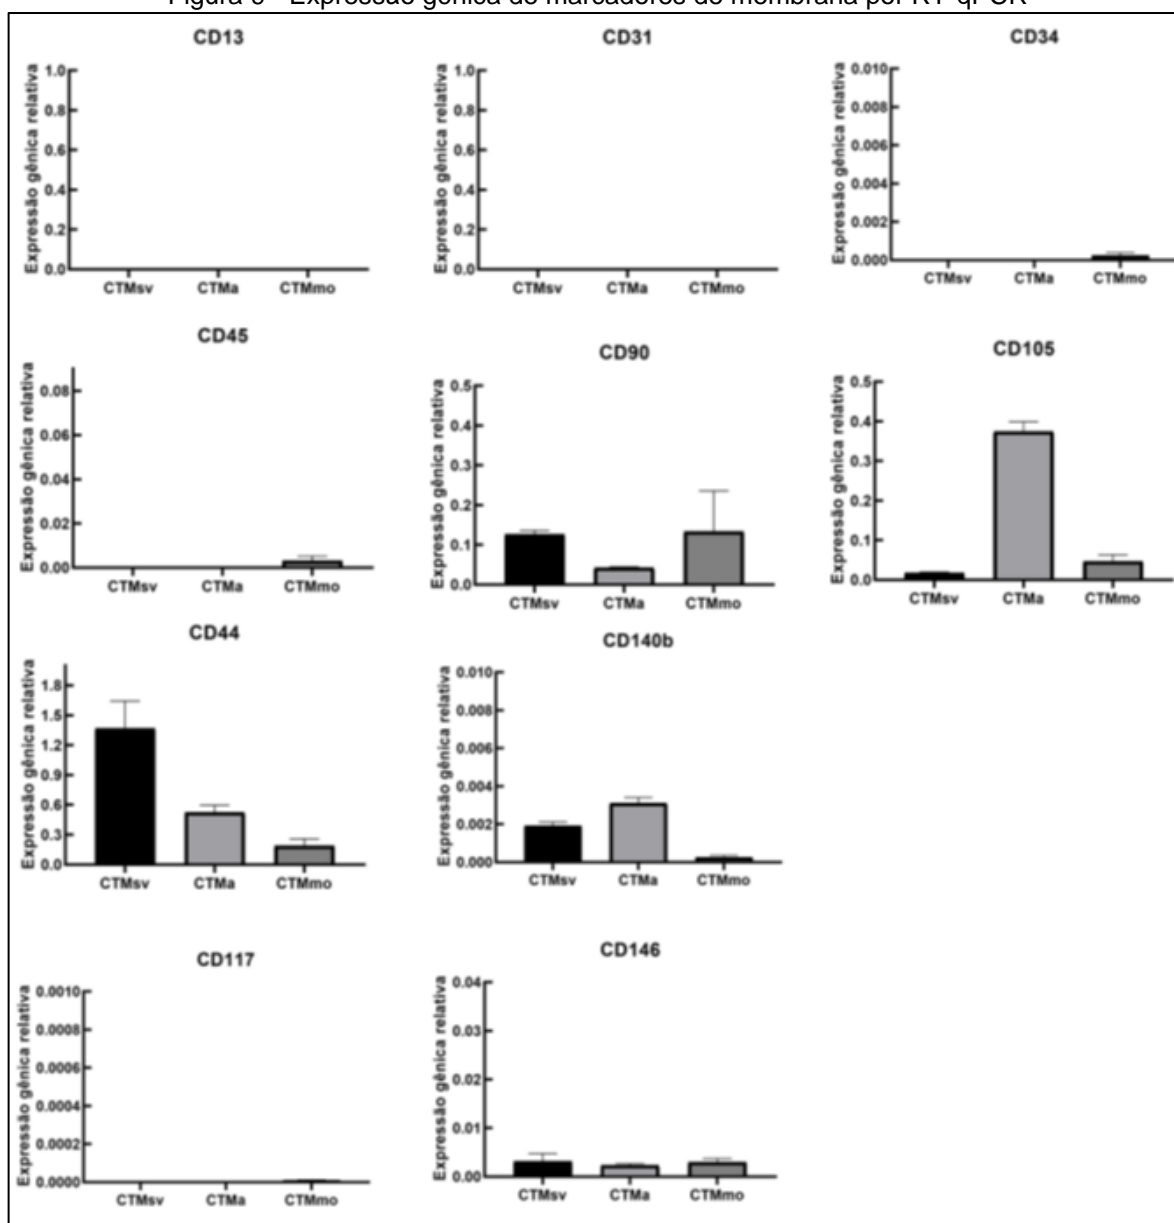 Expressão gênica de marcadores de membrana por RT-qPCR
CD13
Expressão gênica relativa
1.0
0.8
0.6
0.4
0.2
0.0
CTMsv CTMa CTMmo
CD31
Expressão gênica relativa
1.0
0.8
0.6
0.4
0.2
0.0
CTMsv CTMa CTMmo
CD34
Expressão gênica relativa
0.010
0.008
0.006
0.004
0.002
0.000
CTMsv CTMa CTMmo
CD45
Expressão gênica relativa
0.08
0.06
0.04
0.02
0.00
CTMsv CTMa CTMmo
CD90
Expressão gênica relativa
0.5
0.4
0.3
0.2
0.1
0.0
CTMsv CTMa CTMmo
CD105
Expressão gênica relativa
0.5
0.4
0.3
0.2
0.1
0.0
CTMsv CTMa CTMmo
CD44
Expressão gênica relativa
1.8
1.5
1.2
0.9
0.6
0.3
0.0
CTMsv CTMa CTMmo
CD140b
Expressão gênica relativa
0.010
0.008
0.006
0.004
0.002
0.000
CTMsv CTMa CTMmo
CD117
Expressão gênica relativa
0.0010
0.0008
0.0006
0.0004
0.0002
0.0000
CTMsv CTMa CTMmo
CD146
Expressão gênica relativa
0.04
0.03
0.02
0.01
0.00
CTMsv CTMa CTMmo